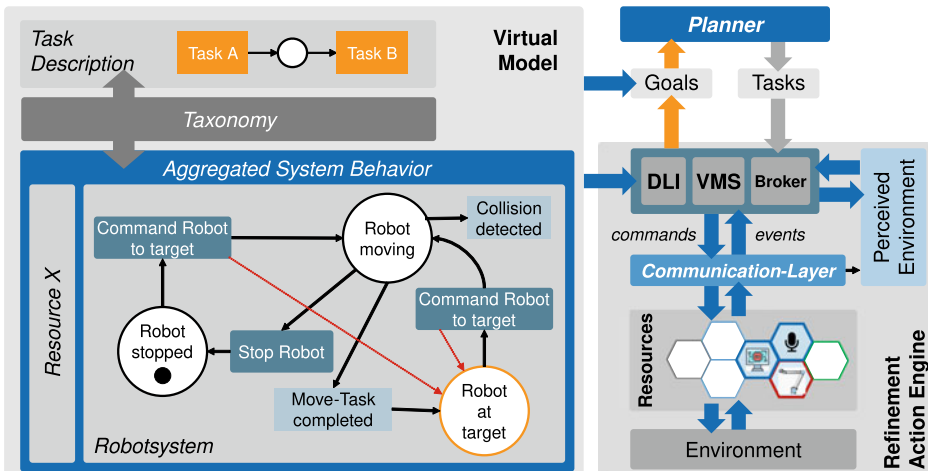 Task
Description
Task A
Task B
Virtual
Model
Taxonomy
Aggregated System Behavior
Resource X
Command Robot
to target
Robot
moving
Collision
detected
Command Robot
to target
Robot
stopped
Stop Robot
Move-Task
completed
Robot
at
target
Robotsystem
Planner
Goals
Tasks
DLI
VMS
Broker
Perceived
Environment
commands
events
Communication-Layer
Resources
Environment
Refinement
Action Engine